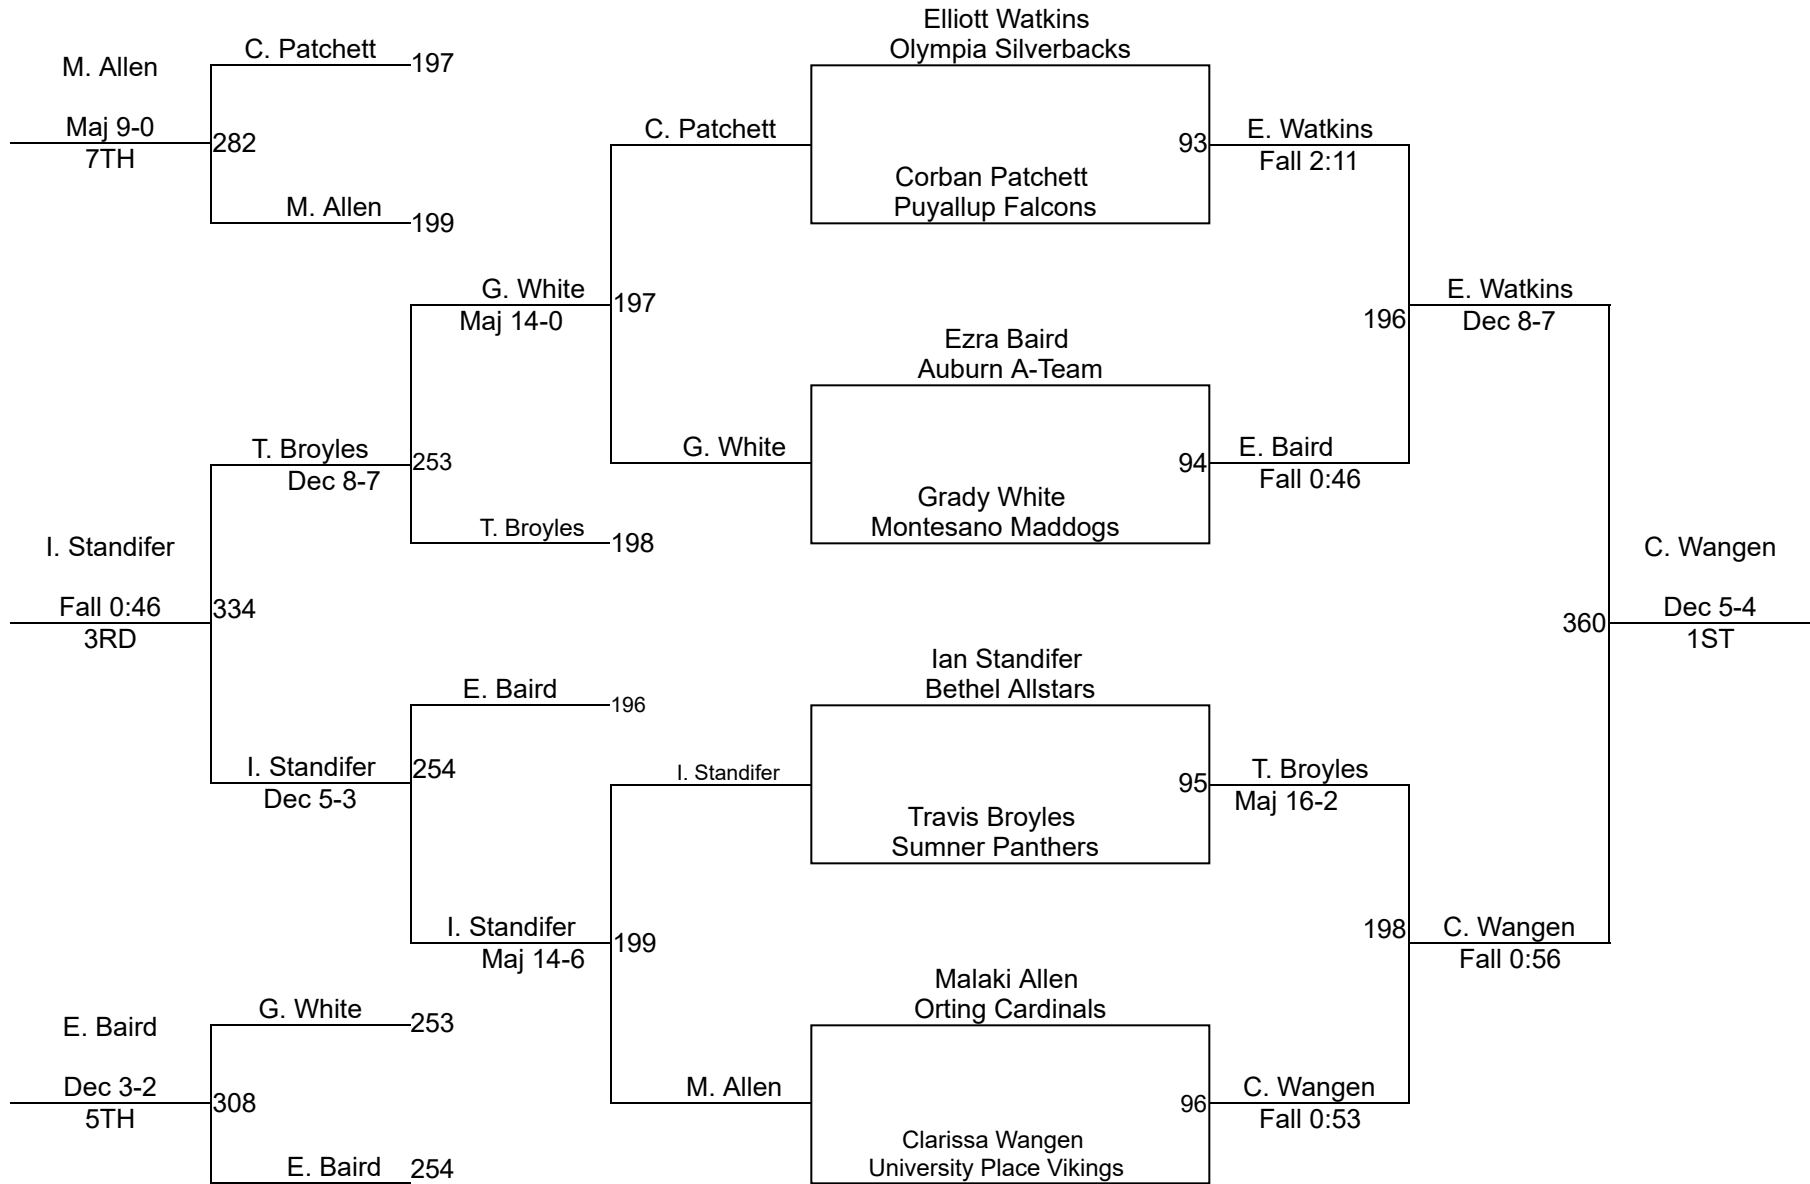 Elliott Watkins
Olympia Silverbacks
M. Allen
C. Patchett
197
Maj 9-0
282
7TH
C. Patchett
93
E. Watkins
Fall 2:11
Corban Patchett
Puyallup Falcons
M. Allen
199
G. White
197
Maj 14-0
E. Watkins
196
Dec 8-7
Ezra Baird
Auburn A-Team
T. Broyles
253
Dec 8-7
G. White
94
E. Baird
Fall 0:46
Grady White
Montesano Maddogs
T. Broyles
198
I. Standifer
C. Wangen
Fall 0:46
334
3RD
360
Dec 5-4
1ST
Ian Standifer
Bethel Allstars
E. Baird
196
I. Standifer
254
Dec 5-3
I. Standifer
95
T. Broyles
Maj 16-2
Travis Broyles
Sumner Panthers
I. Standifer
199
Maj 14-6
198
C. Wangen
Fall 0:56
Malaki Allen
Orting Cardinals
E. Baird
G. White
253
Dec 3-2
308
5TH
M. Allen
96
C. Wangen
Fall 0:53
Clarissa Wangen
University Place Vikings
E. Baird
254